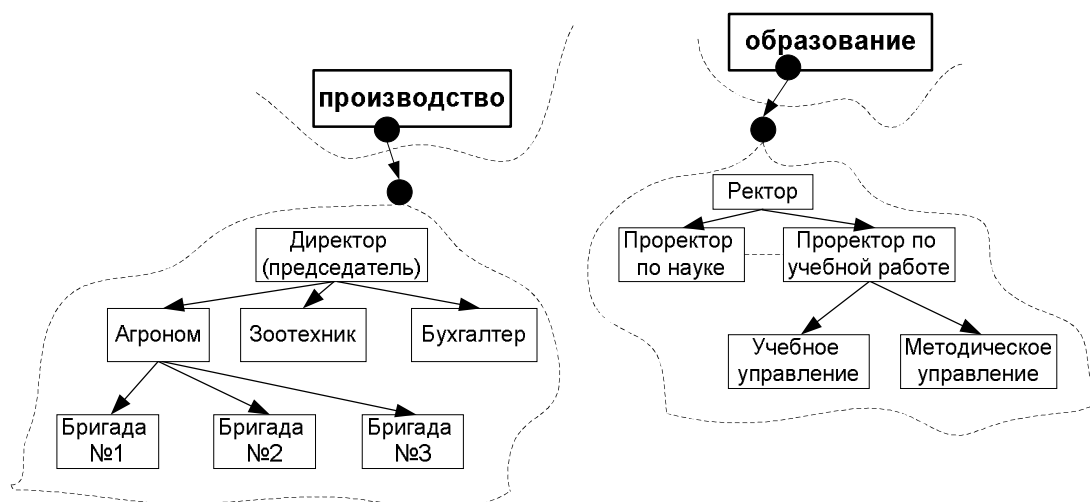 производство
Директор
(председатель)
Агроном
Зоотехник
Бухгалтер
Бригада
№1
Бригада
№2
Бригада
№3
образование
Ректор
Проректор
по науке
Проректор по
учебной работе
Учебное
управление
Методическое
управление